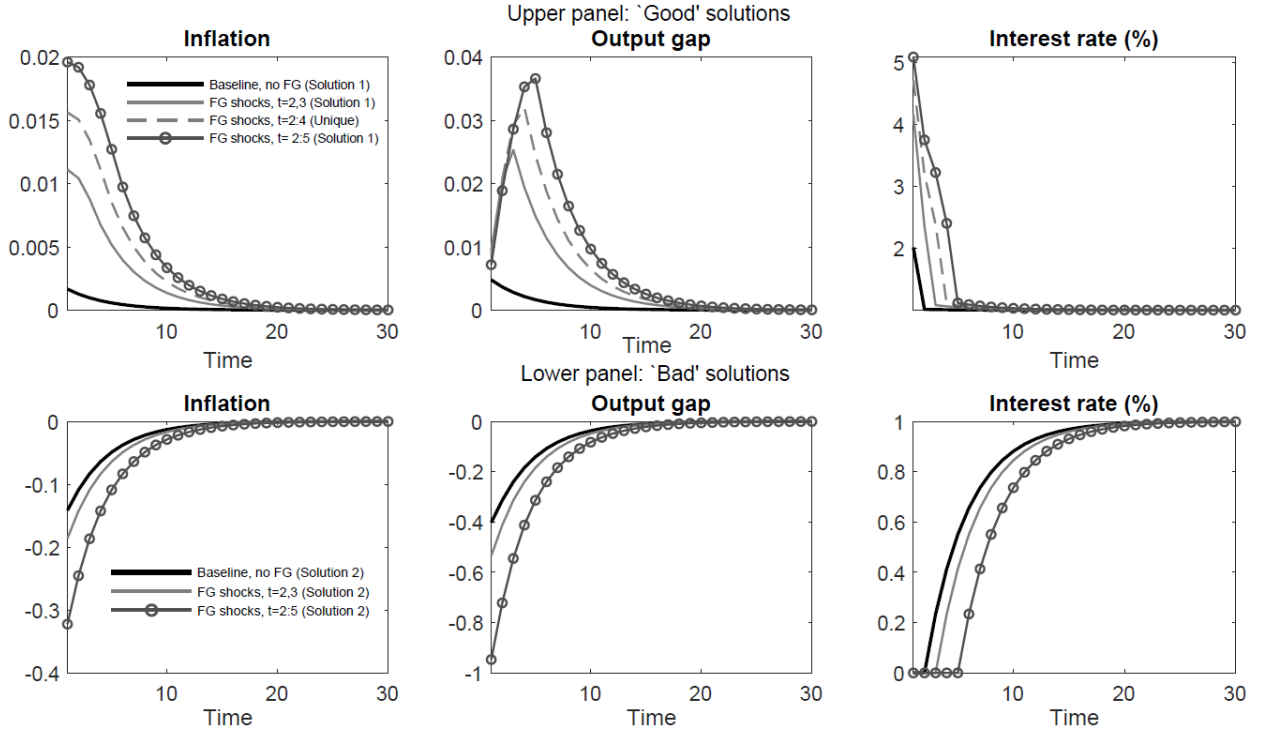 Upper panel: `Good' solutions
Inflation
Output gap
Interest rate (%)
0.02
0.015
0.01
0.005
0
Baseline, no FG (Solution 1)
FG shocks, t=2,3 (Solution 1)
FG shocks, t=2:4 (Unique)
FG shocks, t= 2:5 (Solution 1)
10
20
30
Time
0.04
0.03
0.02
0.01
0
10
20
30
Time
5
4
3
2
10
20
30
Time
Lower panel: `Bad' solutions
Inflation
Output gap
Interest rate (%)
0
-0.1
-0.2
-0.3
-0.4
Baseline, no FG (Solution 2)
FG shocks, t=2,3 (Solution 2)
FG shocks, t=2:5 (Solution 2)
10
20
30
Time
0
-0.2
-0.4
-0.6
-0.8
-1
10
20
30
Time
1
0.8
0.6
0.4
0.2
0
10
20
30
Time